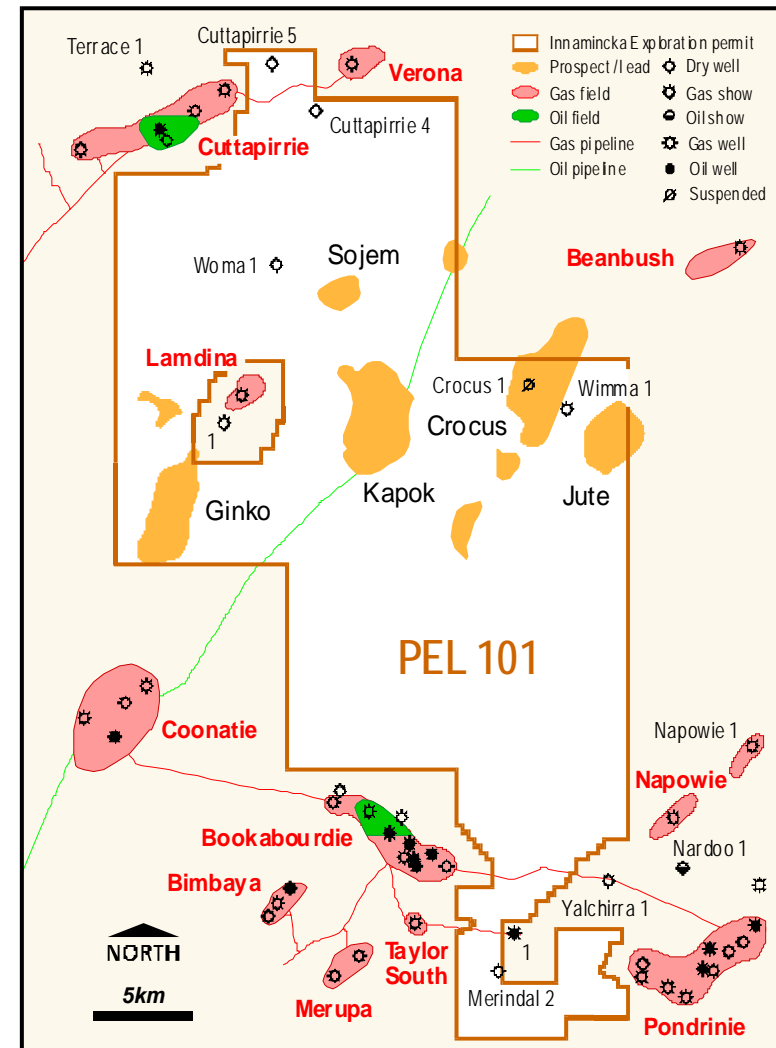 Terrace 1
Cuttapirrie 5
Verona
Cuttapirrie 4
Cuttapirrie
Innamincka Exploration permit
Prospect/lead
Gas field
Oil field
Gas pipeline
Oil pipeline
Dry well
Gas show
Oil show
Gas well
Oil well
Suspended
Woma 1
Sojem
Beanbush
Lamdina
1
Crocus 1
Wimma 1
Crocus
Ginko
Kapok
Jute
PEL 101
Coonatie
Napowie 1
Napowie
Bookabourdie
Nardoo 1
Bimbaya
Yalchirra 1
NORTH
5km
Taylor
South
1
Merindal 2
Merupa
Pondrinie